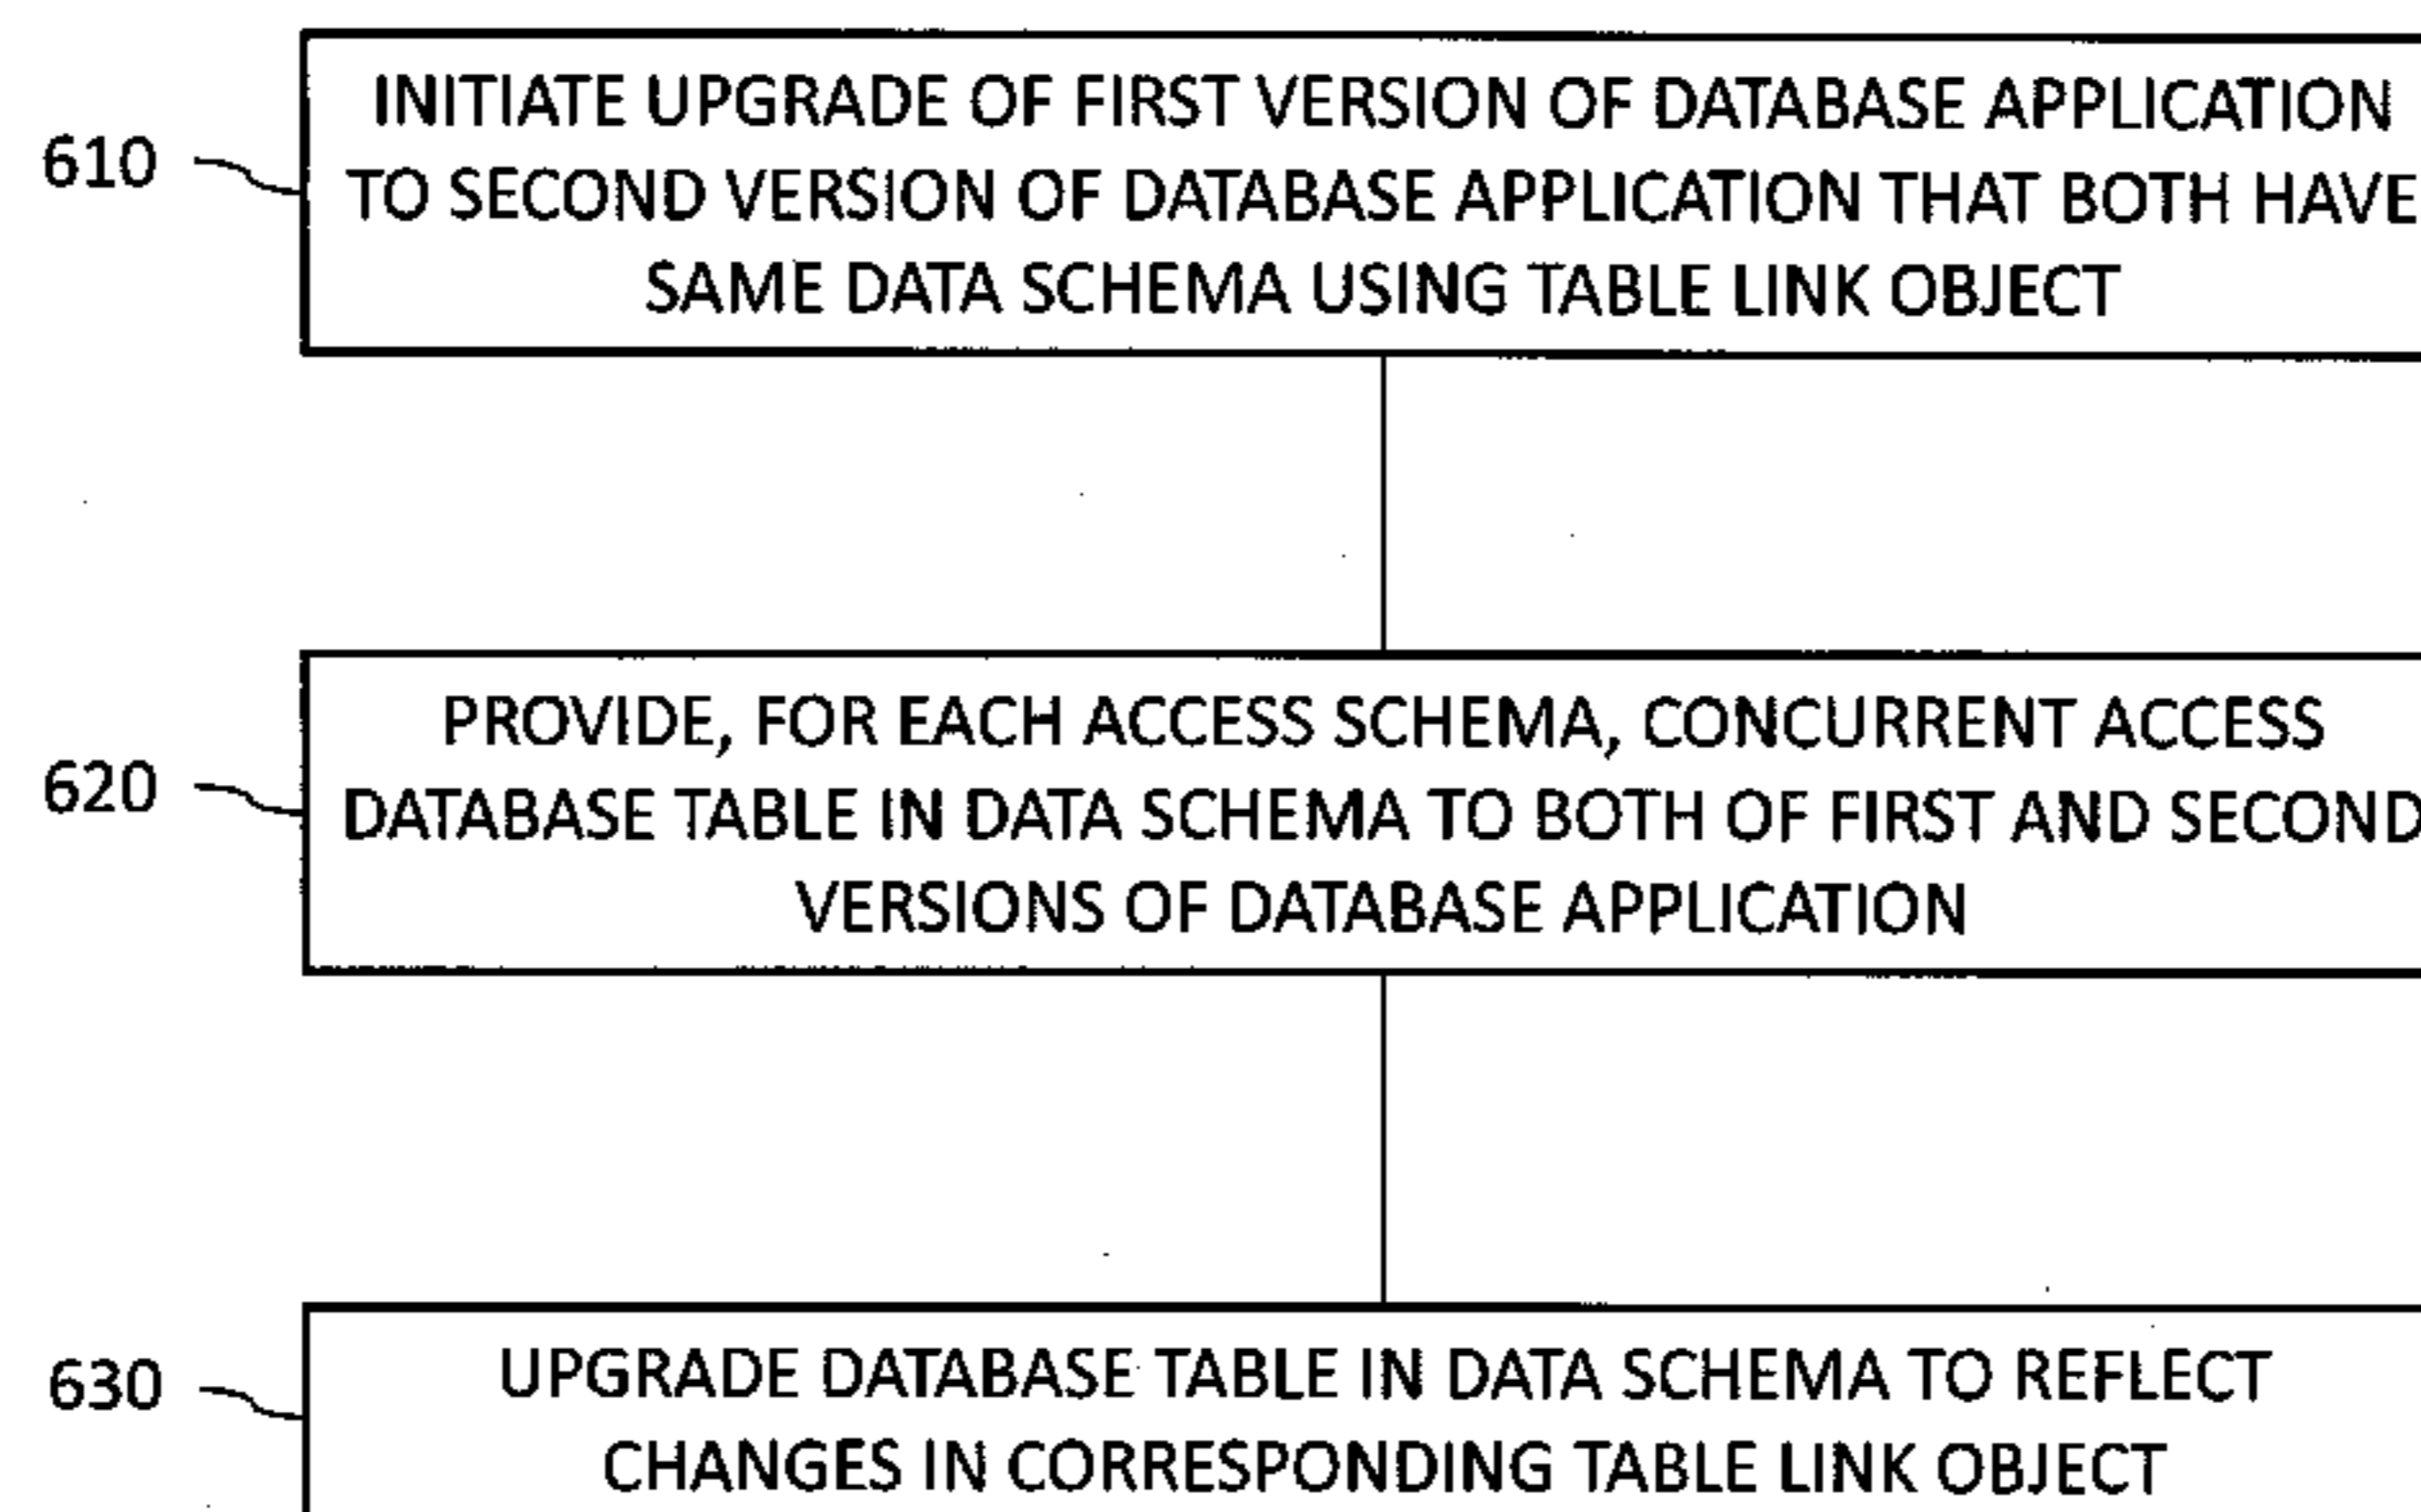 610
INITIATE UPGRADE OF FIRST VERSION OF DATABASE APPLICATION
TO SECOND VERSION OF DATABASE APPLICATION THAT BOTH HAVE
SAME DATA SCHEMA USING TABLE LINK OBJECT
620
PROVIDE, FOR EACH ACCESS SCHEMA, CONCURRENT ACCESS
DATABASE TABLE IN DATA SCHEMA TO BOTH OF FIRST AND SECOND
VERSIONS OF DATABASE APPLICATION
630
UPGRADE DATABASE TABLE IN DATA SCHEMA TO REFLECT
CHANGES IN CORRESPONDING TABLE LINK OBJECT